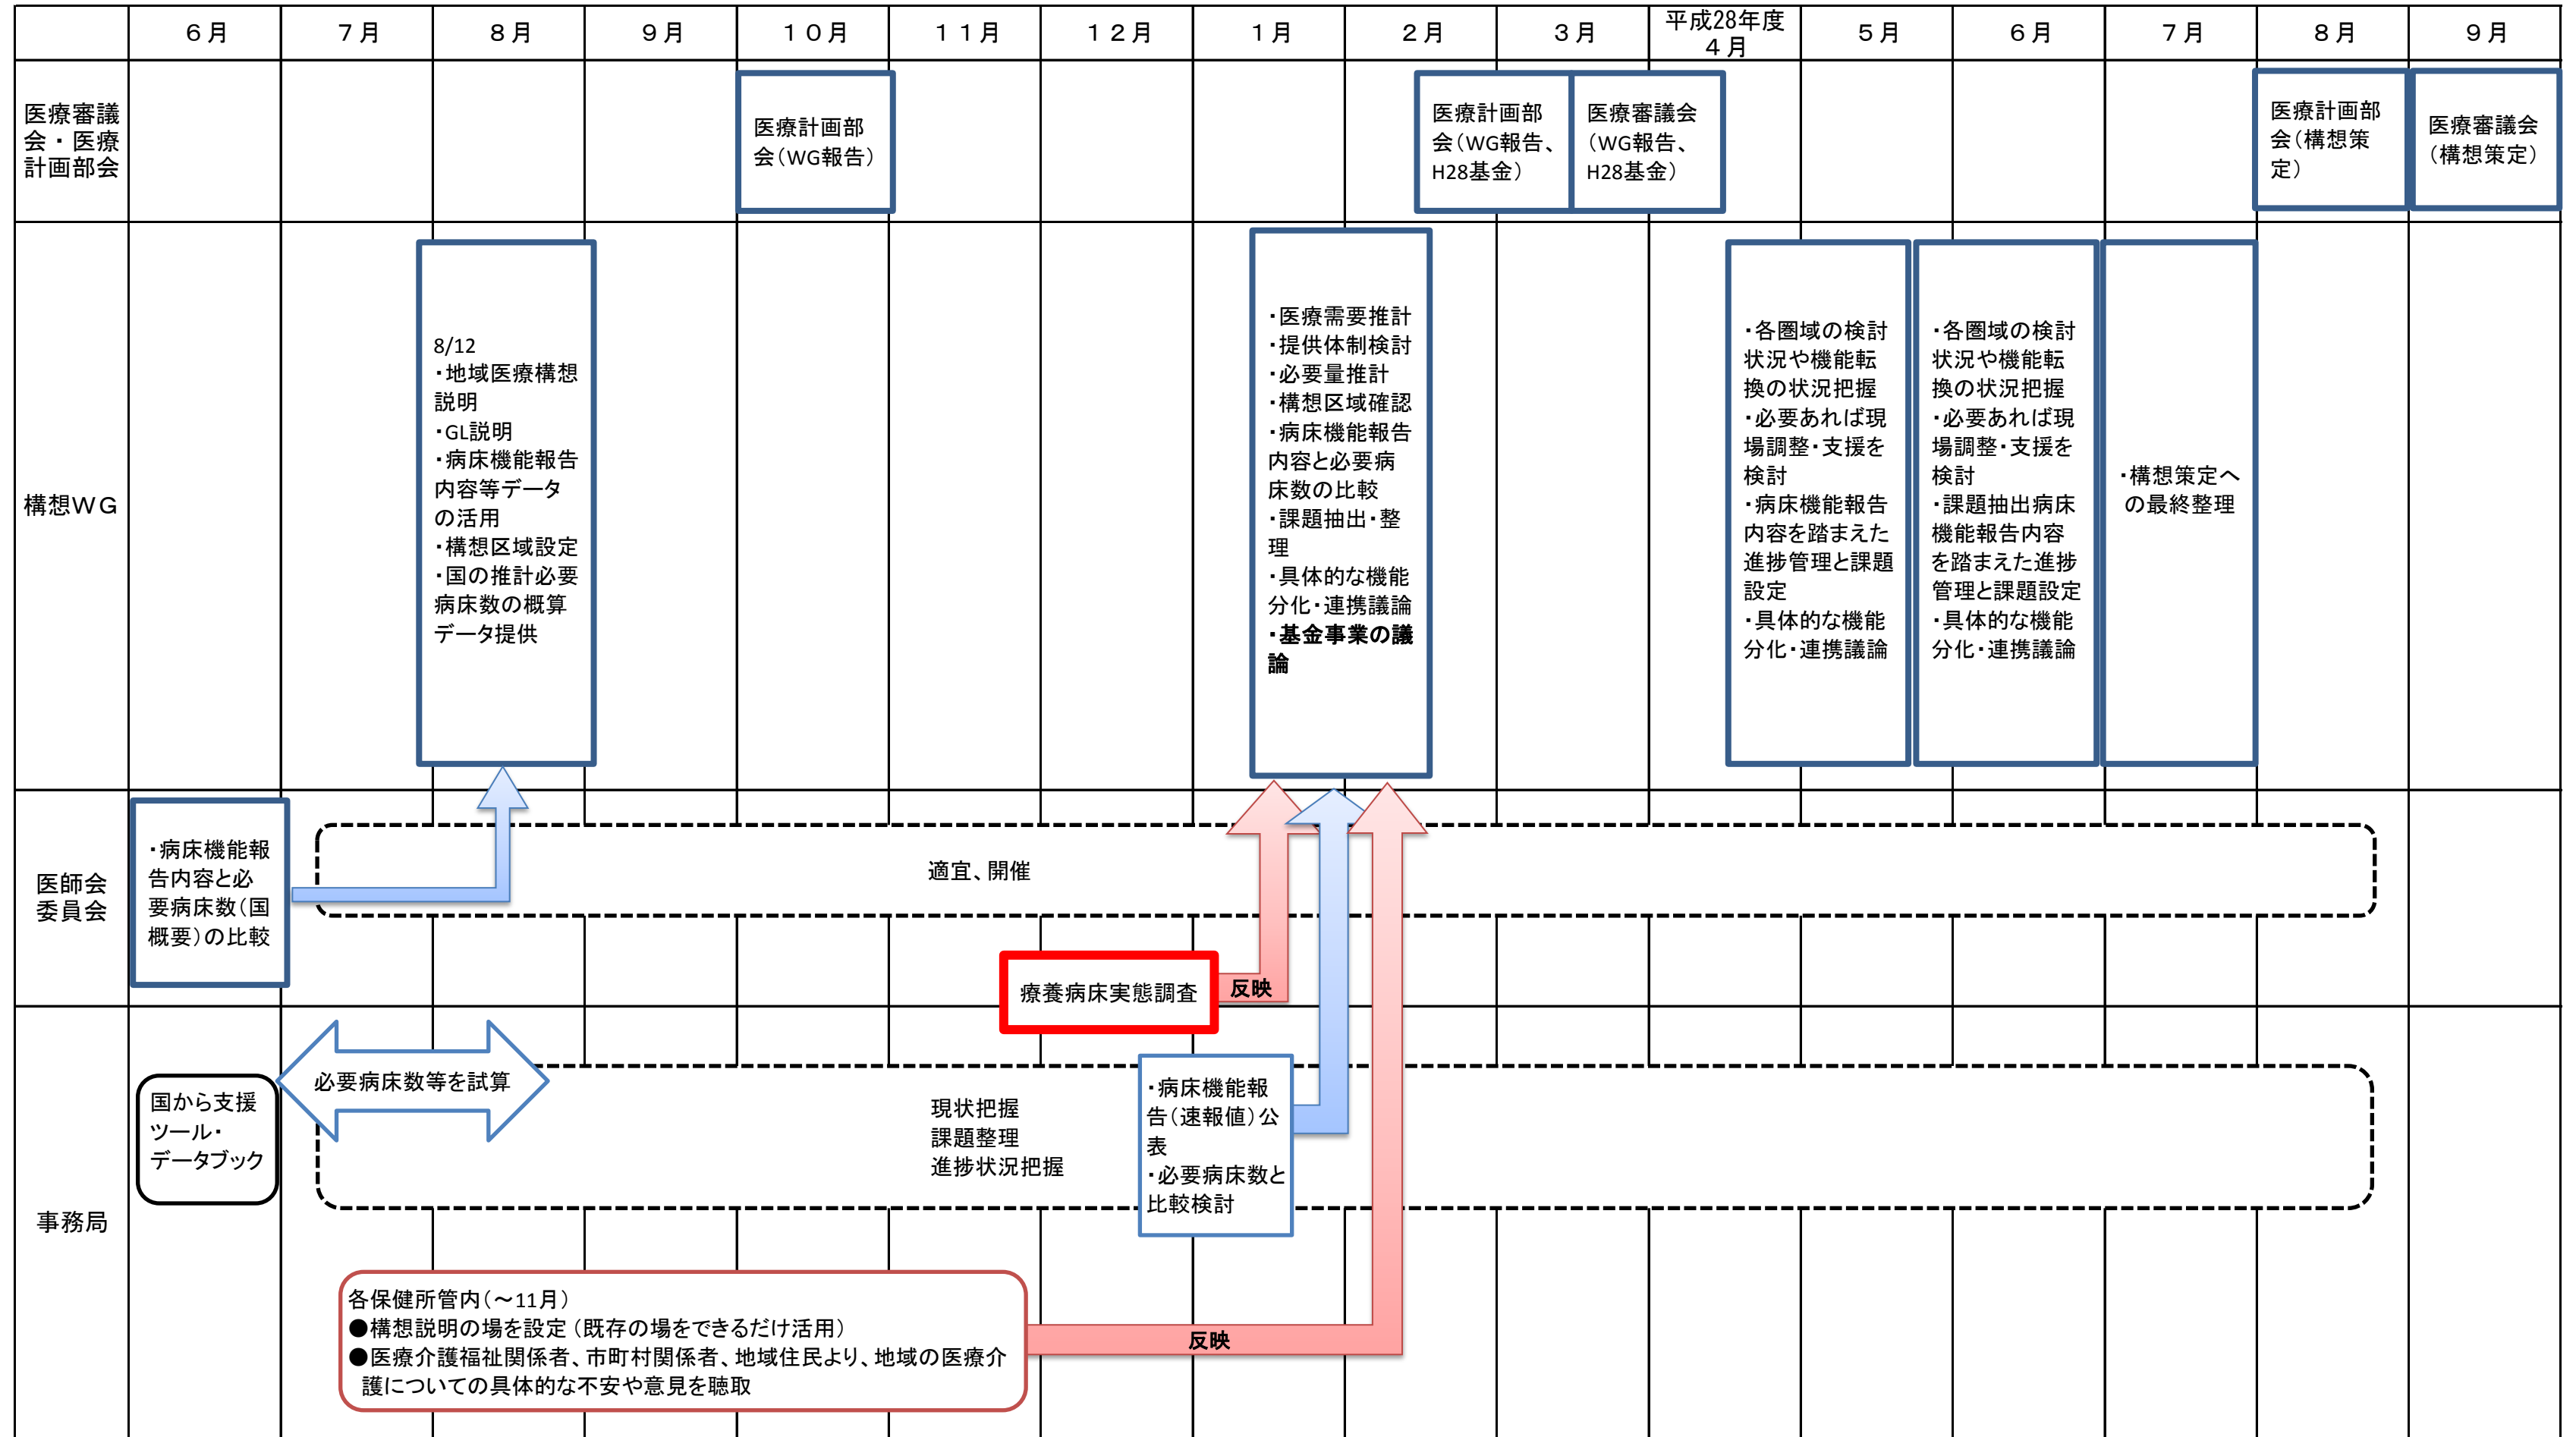 ６月
７月
８月
９月
１０月
１１月
１２月
１月
２月
３月
平成28年度
４月
５月
６月
７月
８月
９月
医療審議
会・医療
計画部会
医療計画部
会（WG報告）
医療計画部
会（WG報告、
H28基金）
医療審議会
（WG報告、
H28基金）
医療計画部
会（構想策
定）
医療審議会
（構想策定）
構想ＷＧ
8/12
・地域医療構想
説明
・GL説明
・病床機能報告
内容等データ
の活用
・構想区域設定
・国の推計必要
病床数の概算
データ提供
・医療需要推計
・提供体制検討
・必要量推計
・構想区域確認
・病床機能報告
内容と必要病
床数の比較
・課題抽出・整
理
・具体的な機能
分化・連携議論
・基金事業の議
論
・各圏域の検討
状況や機能転
換の状況把握
・必要あれば現
場調整・支援を
検討
・病床機能報告
内容を踏まえた
進捗管理と課題
設定
・具体的な機能
分化・連携議論
・各圏域の検討
状況や機能転
換の状況把握
・必要あれば現
場調整・支援を
検討
・課題抽出病床
機能報告内容
を踏まえた進捗
管理と課題設定
・具体的な機能
分化・連携議論
・構想策定へ
の最終整理
医師会
委員会
・病床機能報
告内容と必
要病床数（国
概要）の比較
適宜、開催
療養病床実態調査
反映
事務局
国から支援
ツール・
データブック
必要病床数等を試算
現状把握
課題整理
進捗状況把握
・病床機能報
告（速報値）公
表
・必要病床数と
比較検討
各保健所管内（～11月）
●構想説明の場を設定（既存の場をできるだけ活用）
●医療介護福祉関係者、市町村関係者、地域住民より、地域の医療介
護についての具体的な不安や意見を聴取
反映